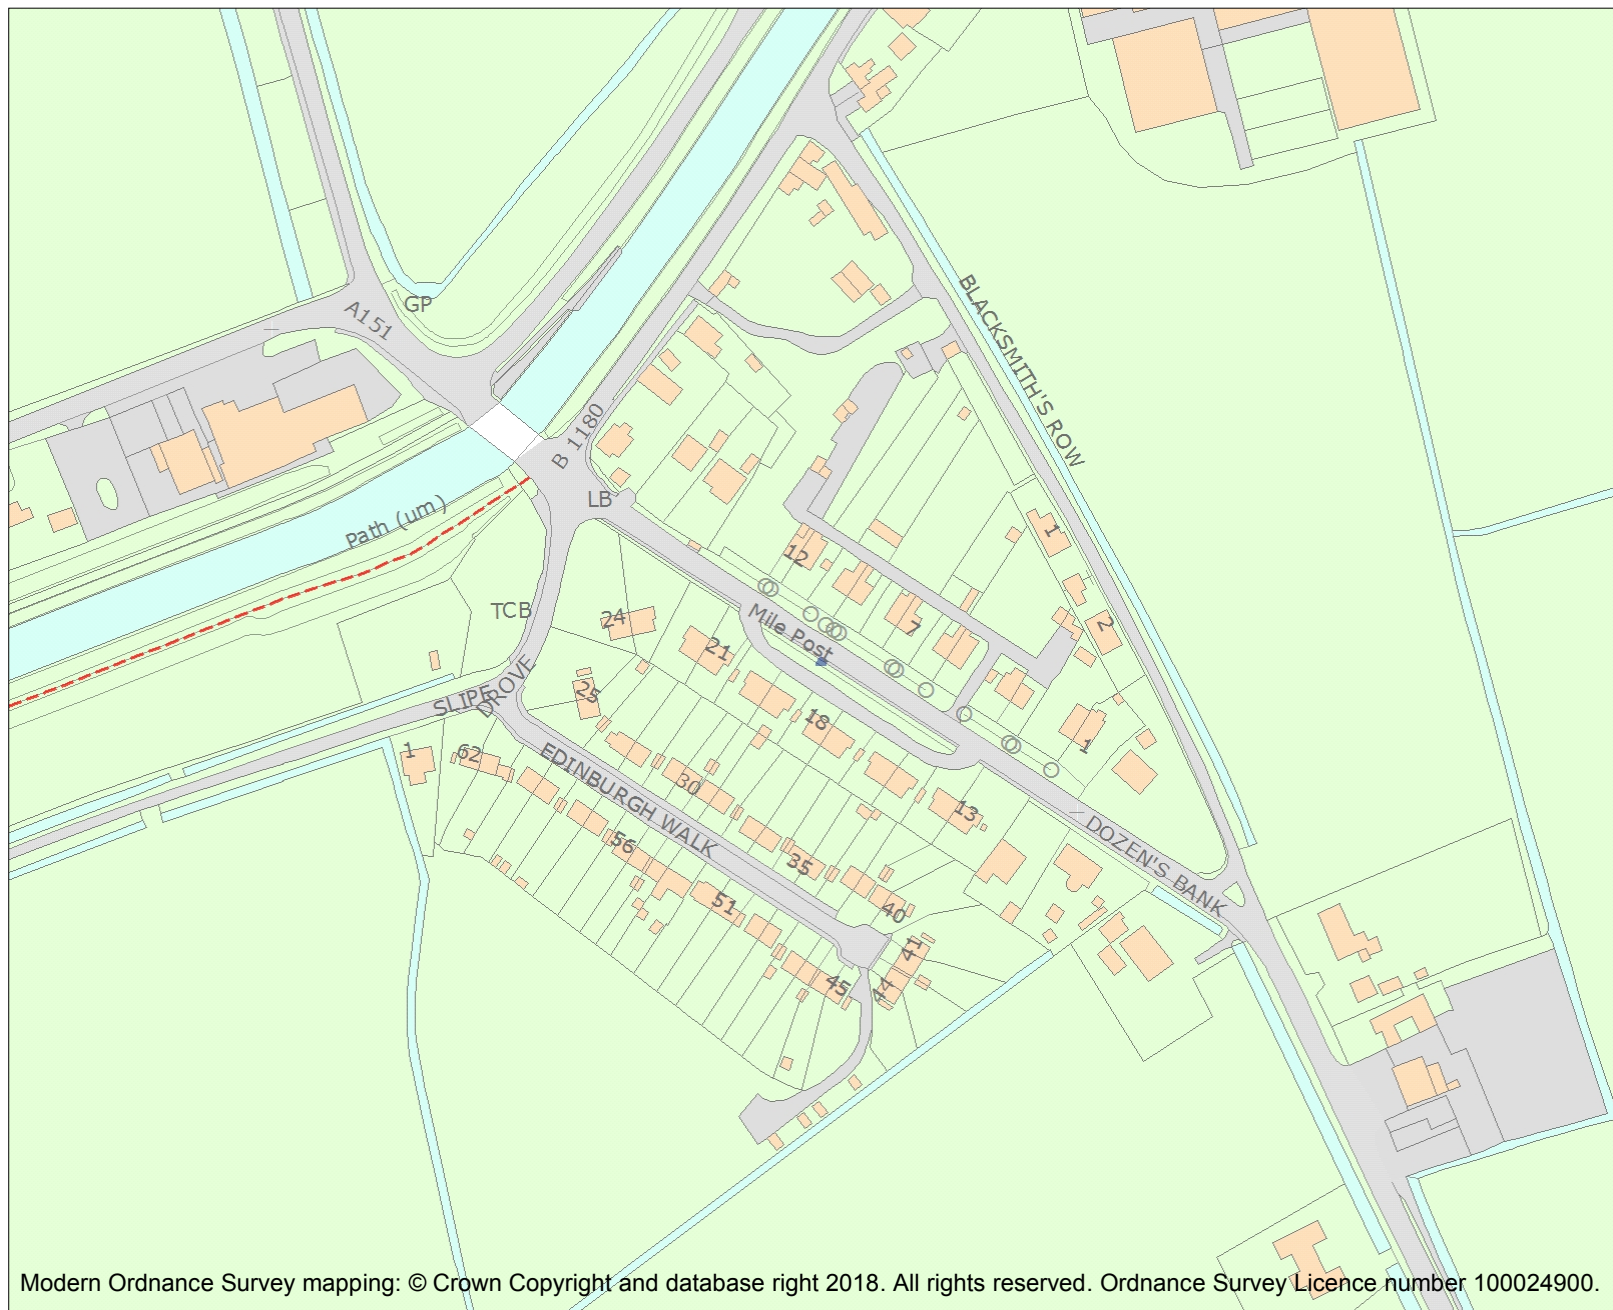 GP
A151
BLACKSMITH'S ROW
B 1180
LB
Path (um)
1
12
TCB
24
Mile Post
7
2
21
25
SLIPE
DROVE
18
1
1
62
EDINBURGH WALK
30
13
DOZEN'S BANK
56
35
51
40
41
45
44
Modern Ordnance Survey mapping: © Crown Copyright and database right 2018. All rights reserved. Ordnance Survey Licence number 100024900.